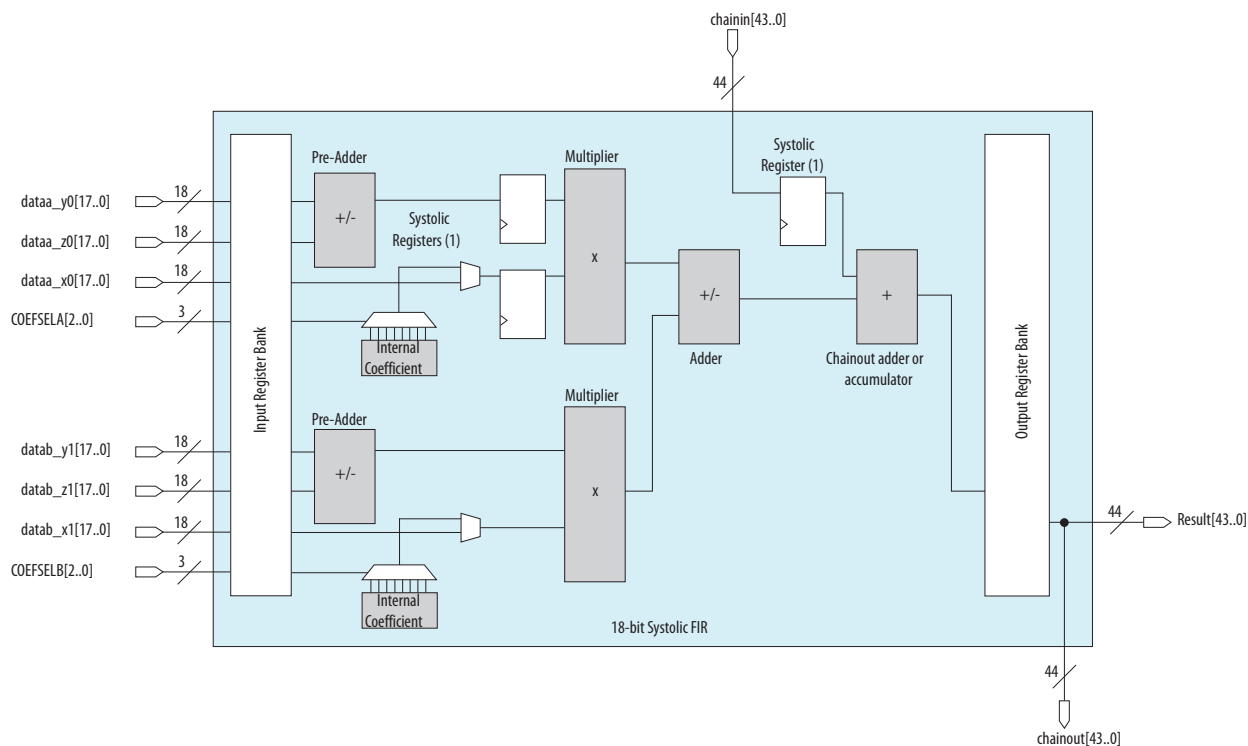 chainin[43..0]
44
Systolic
Register (1)
Pre-Adder
Multiplier
dataa_y0[17..0]
18
+/-
Systolic
Registers (1)
dataa_z0[17..0]
18
dataa_x0[17..0]
18
x
+/-
+
COEFSELA[2..0]
3
Internal
Coefficient
Adder
Chainout adder or
accumulator
Input Register Bank
Output Register Bank
Pre-Adder
Multiplier
datab_y1[17..0]
18
+/-
datab_z1[17..0]
18
x
datab_x1[17..0]
18
44
Result[43..0]
COEFSELB[2..0]
3
Internal
Coefficient
18-bit Systolic FIR
44
chainout[43..0]